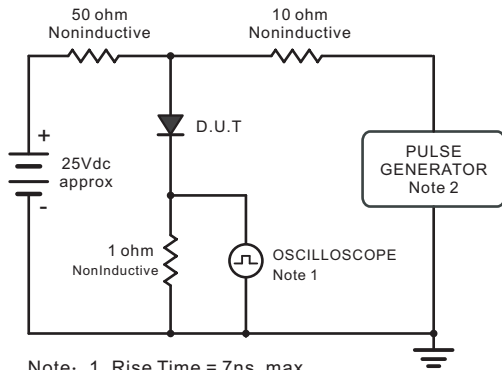 50 ohm
Noninductive
10 ohm
Noninductive
D.U.T
+
25Vdc
approx
-
PULSE
GENERATOR
Note 2
1 ohm
NonInductive
OSCILLOSCOPE
Note 1
Note: 1. Rise Time = 7ns, max.